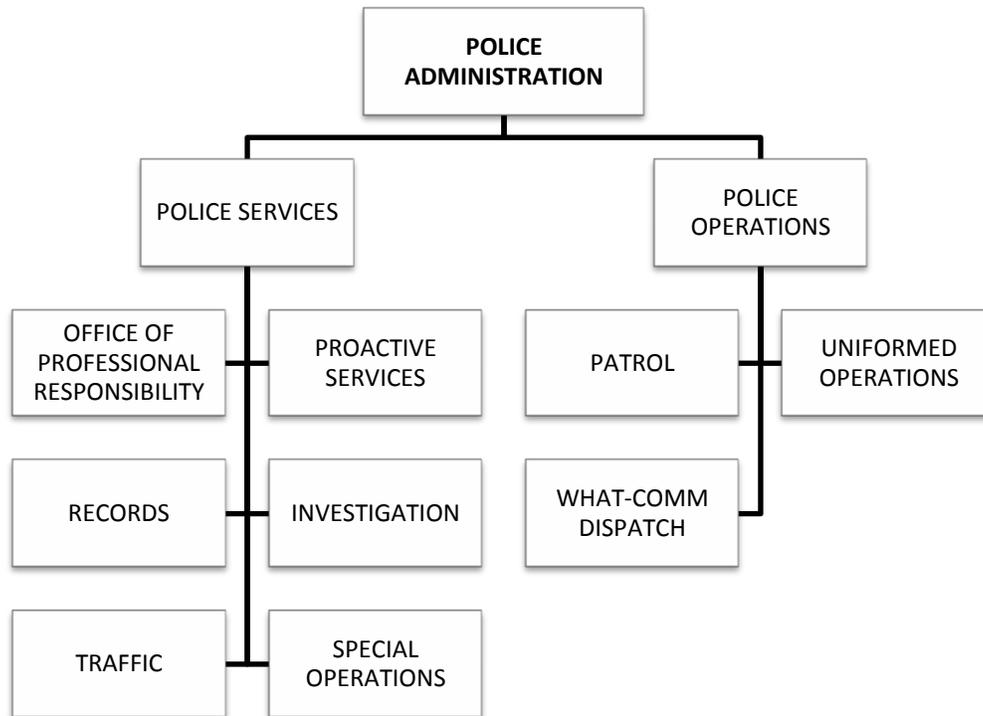 POLICE
ADMINISTRATION
POLICE SERVICES
POLICE
OPERATIONS
OFFICE OF
PROFESSIONAL
RESPONSIBILITY
PROACTIVE
SERVICES
PATROL
UNIFORMED
OPERATIONS
RECORDS
INVESTIGATION
WHAT-COMM
DISPATCH
TRAFFIC
SPECIAL
OPERATIONS